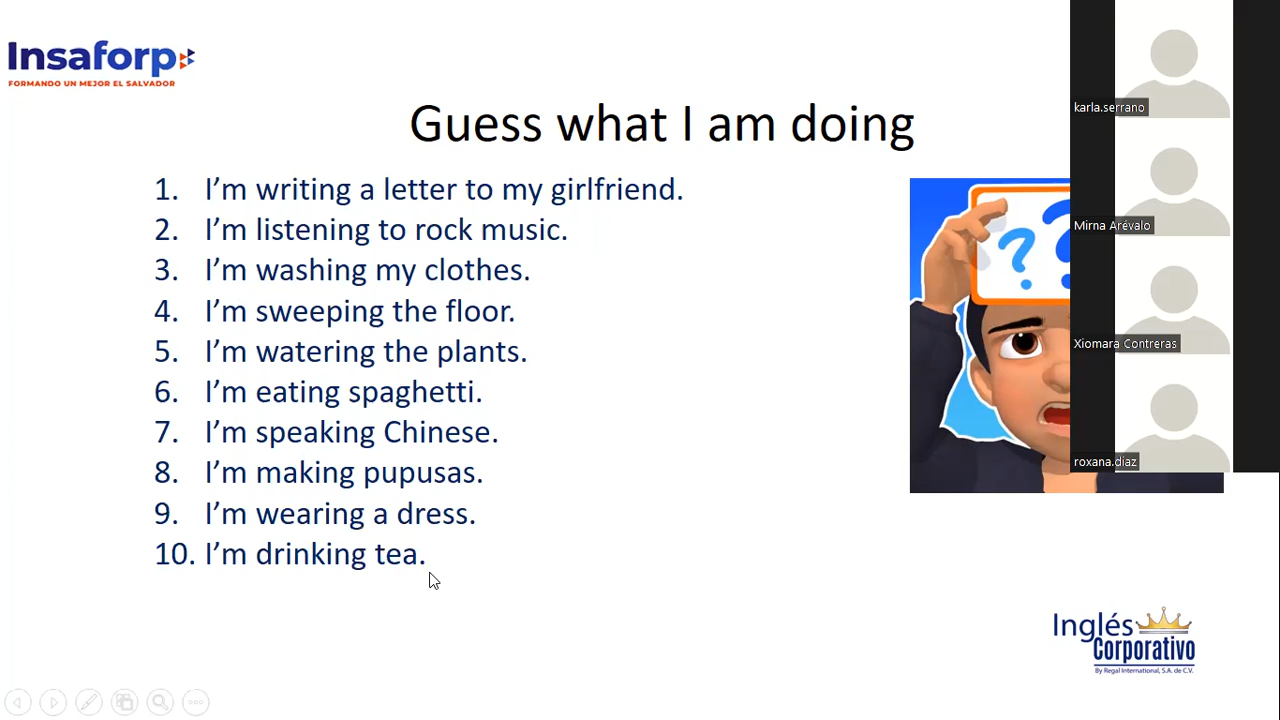 Insaforp
FORMANDO UN MEJOR EL SALVADOR
Guess what I am doing
1. I’m writing a letter to my girlfriend.
2. I’m listening to rock music.
3. I’m washing my clothes.
4. I’m sweeping the floor.
5. I’m watering the plants.
6. I’m eating spaghetti.
7. I’m speaking Chinese.
8. I’m making pupusas.
9. I’m wearing a dress.
10. I’m drinking tea.
? ?
karla.serrano
Mirna Arévalo
Xiomara Contreras
roxana.diaz
Inglés
Corporativo
By Regal International, S.A. de C.V.